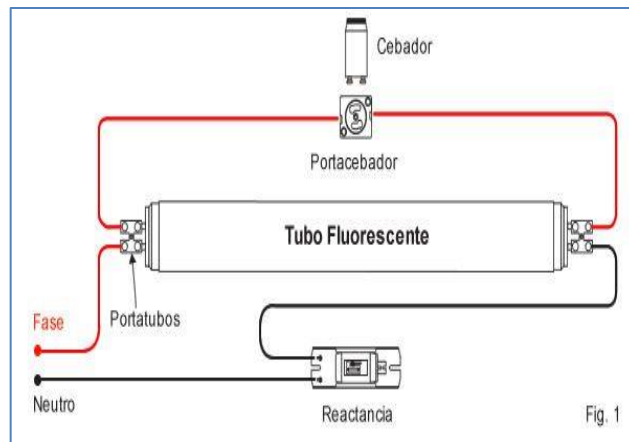 Cebador
Portacebador
Tubo Fluorescente
Fase
Portatubos
Neutro
Reactancia
Fig. 1